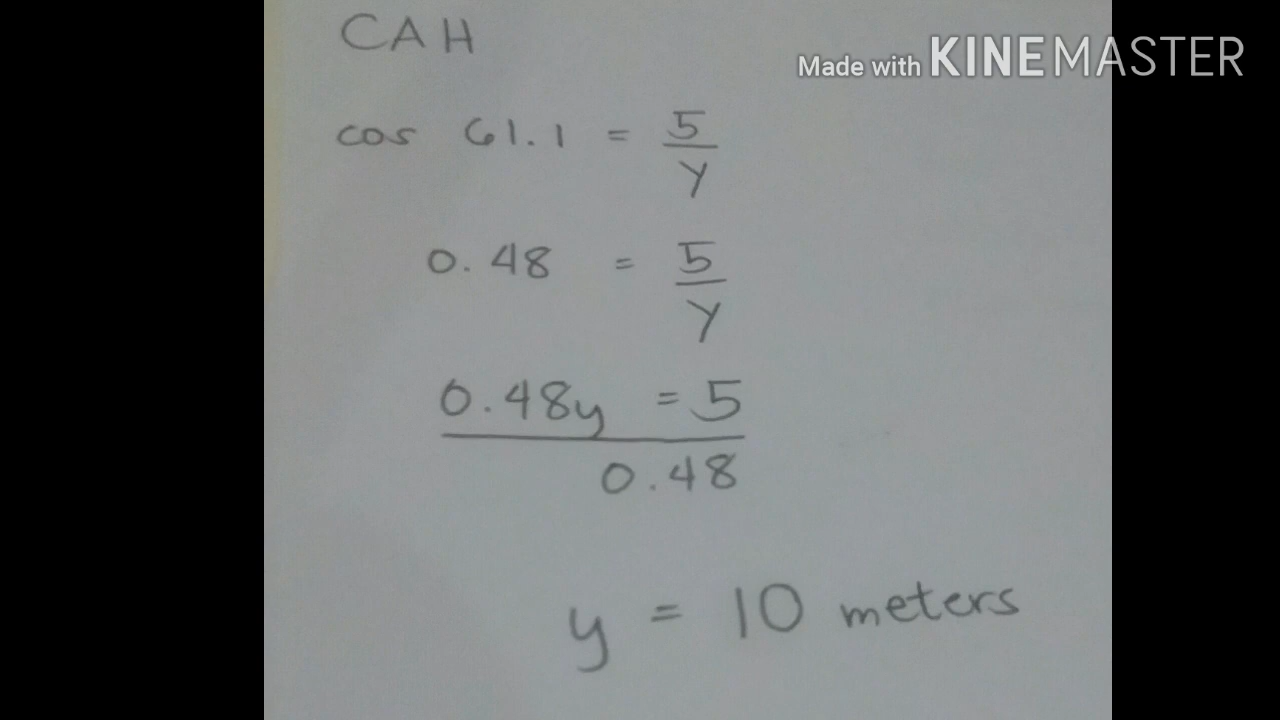 CAH
Made with KINEMASTER
cos 61.1 = 5/y
0.48 = 5/y
0.48y = 5
0.48
y = 10 meters